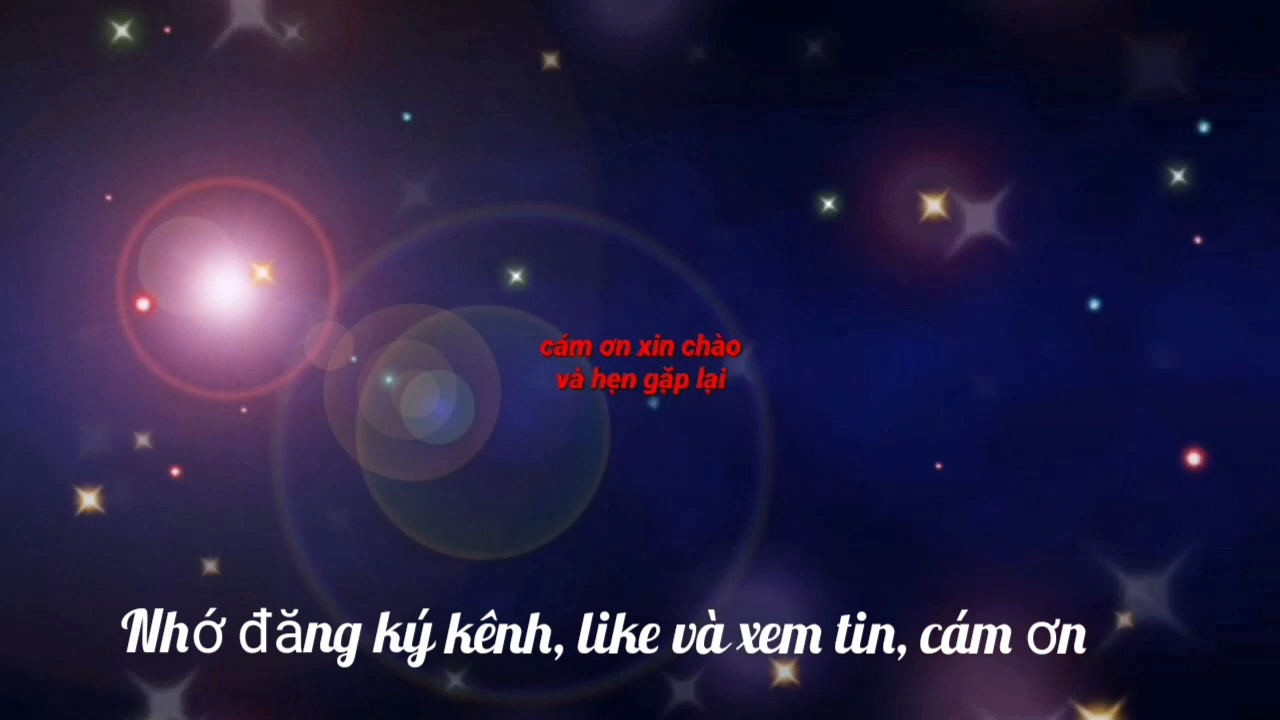 cám ơn xin chào
và hẹn gặp lại
Nhớ đăng ký kênh, like và xem tin, cám ơn